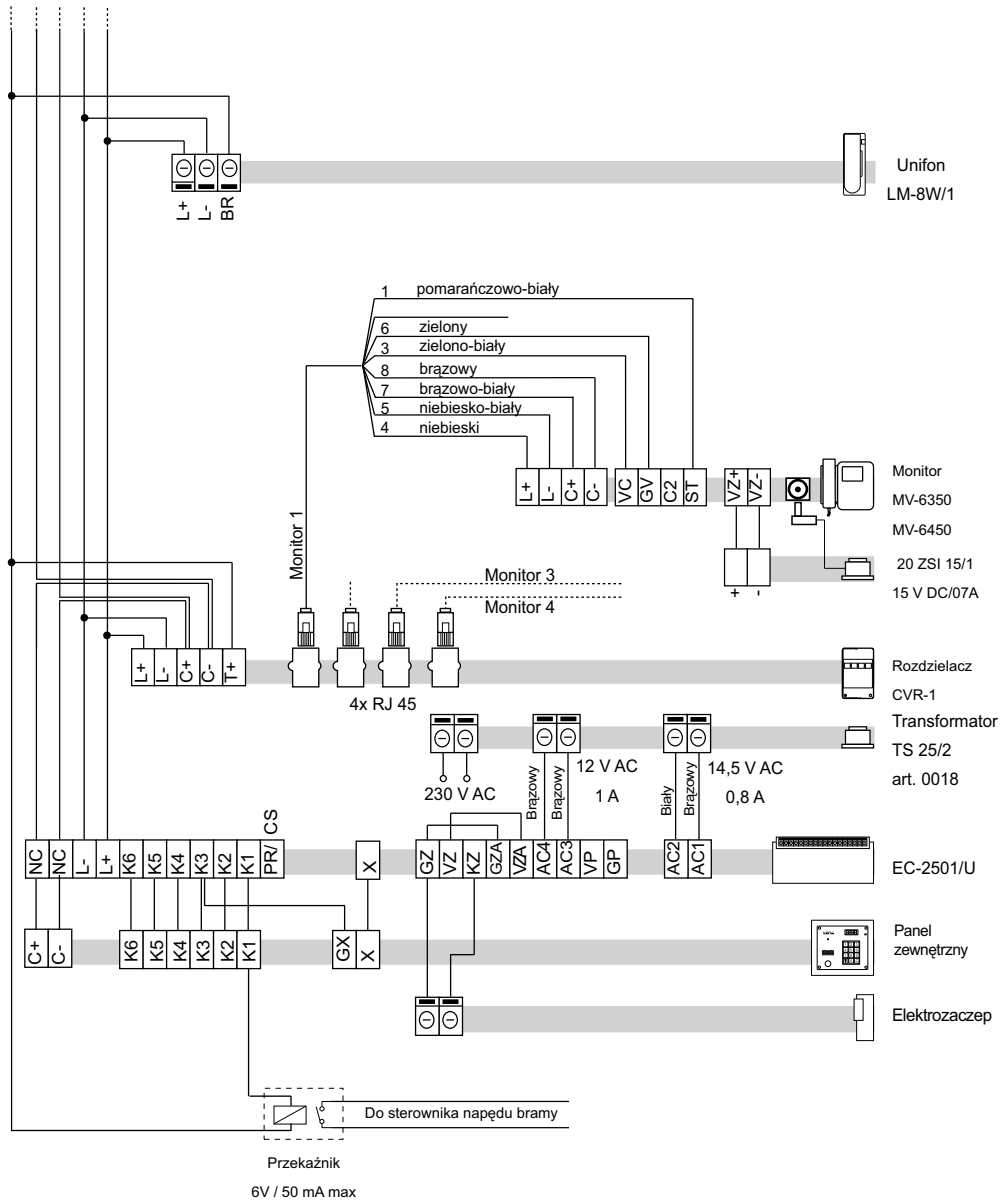 L+
L-
BR
Unifon
LM-8W/1
1 pomarańczowo-biały
6 zielony
3 zielono-biały
8 brązowy
7 brązowo-biały
5 niebiesko-biały
4 niebieski
L+
L-
C+
C-
VC
GV
C2
ST
VZ+
VZ-
Monitor
MV-6350
MV-6450
20 ZSI 15/1
15 V DC/07A
+
-
Monitor 1
Monitor 3
Monitor 4
L+
L-
C+
C-
T+
4x RJ 45
Rozdzielacz
CVR-1
Transformator
TS 25/2
art. 0018
230 V AC
Brązowy
Brązowy
12 V AC
1 A
Biały
Brązowy
14,5 V AC
0,8 A
NC
NC
L-
L+
K6
K5
K4
K3
K2
K1
PR/ CS
X
GZ
VZ
KZ
GZA
VZA
AC4
AC3
VP
GP
AC2
AC1
EC-2501/U
C+
C-
K6
K5
K4
K3
K2
K1
GX
X
Panel
zewnętrzny
Elektrozaczep
Do sterownika napędu bramy
Przekaźnik
6V / 50 mA max